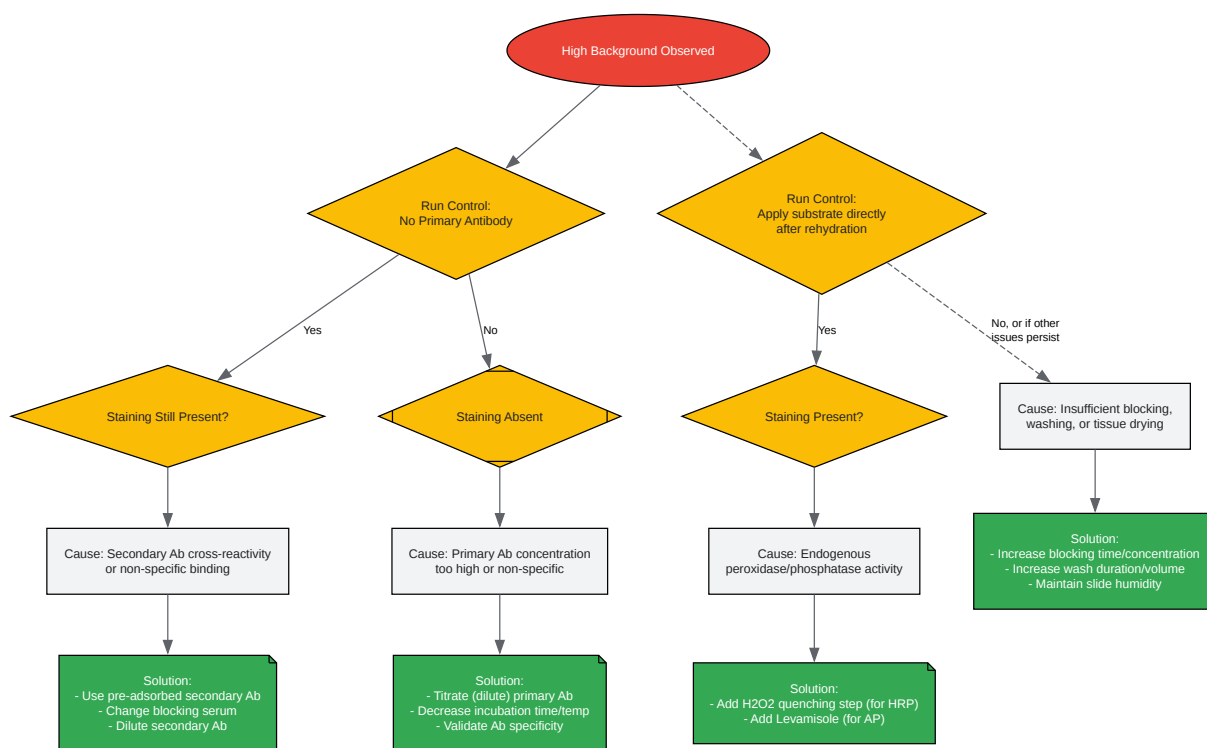 High Background Observed
Run Control:
No Primary Antibody
Run Control:
Apply substrate directly
after rehydration
Yes
No
Yes
No, or if other
issues persist
Staining Still Present?
Staining Absent
Staining Present?
Cause: Insufficient blocking,
washing, or tissue drying
Cause: Secondary Ab cross-reactivity
or non-specific binding
Cause: Primary Ab concentration
too high or non-specific
Cause: Endogenous
peroxidase/phosphatase activity
Solution:
- Increase blocking time/concentration
- Increase wash duration/volume
- Maintain slide humidity
Solution:
- Use pre-adsorbed secondary Ab
- Change blocking serum
- Dilute secondary Ab
Solution:
- Titrate (dilute) primary Ab
- Decrease incubation time/temp
- Validate Ab specificity
Solution:
- Add H2O2 quenching step (for HRP)
- Add Levamisole (for AP)